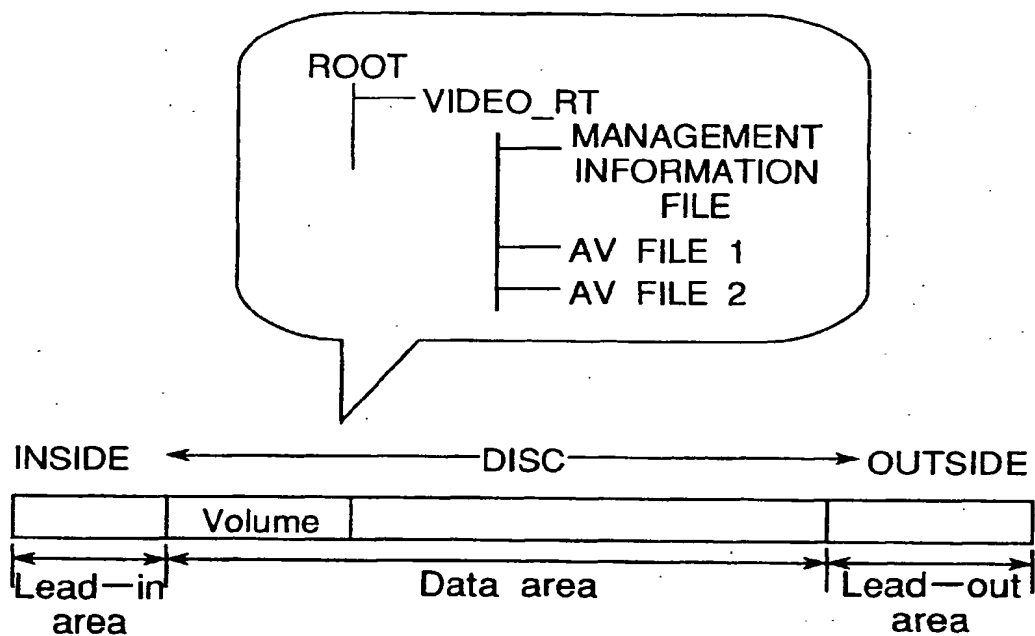 ROOT
VIDEO_RT
MANAGEMENT
INFORMATION
FILE
AV FILE 1
AV FILE 2
INSIDE DISC OUTSIDE
Volume
Lead-in area
Data area
Lead-out area